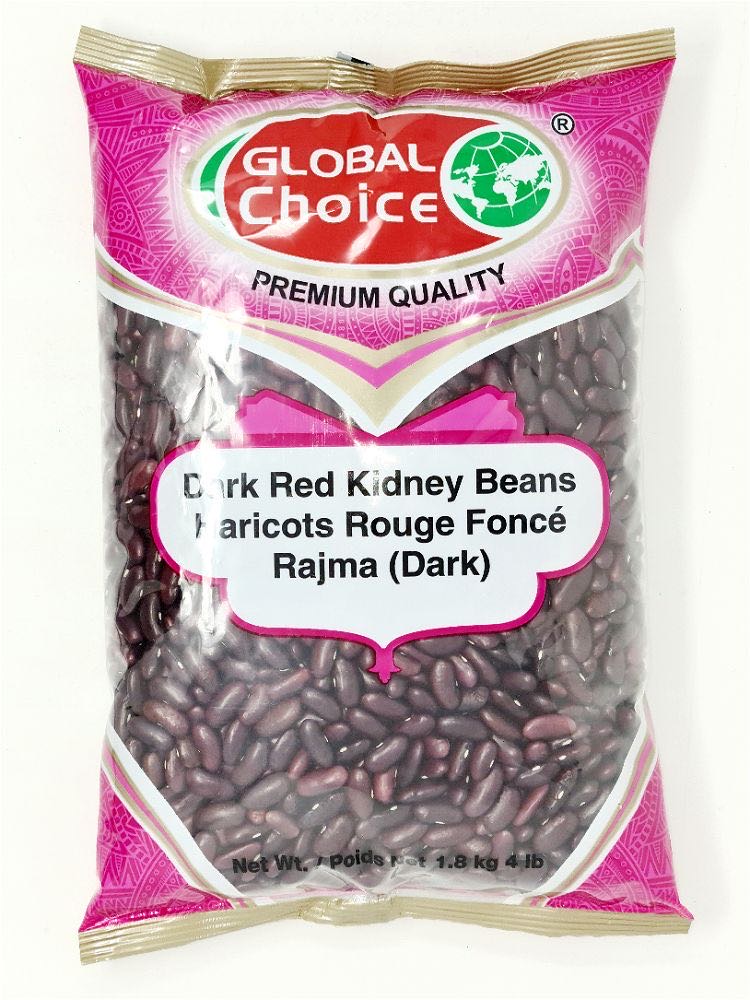 GLOBAL
Choice
®
PREMIUM QUALITY
Dark Red Kidney Beans
Haricots Rouge Foncé
Rajma (Dark)
Net Wt. / Poids Net 1.8 kg 4 lb